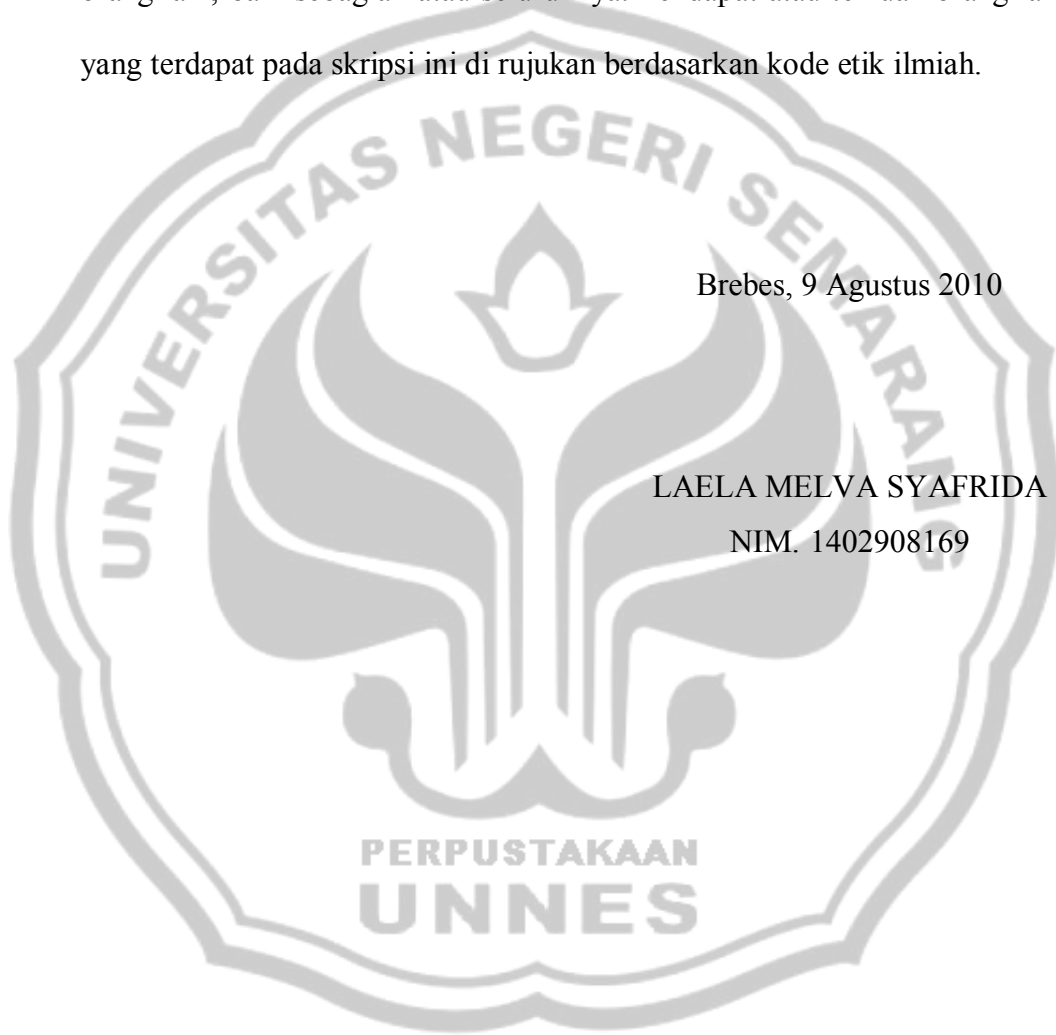 yang terdapat pada skripsi ini di rujukan berdasarkan kode etik ilmiah.
UNIVERSITAS NEGERI SEMARANG
Brebes, 9 Agustus 2010
LAELA MELVA SYAFRIDA
NIM. 1402908169
PERPUSTAKAAN
UNNES